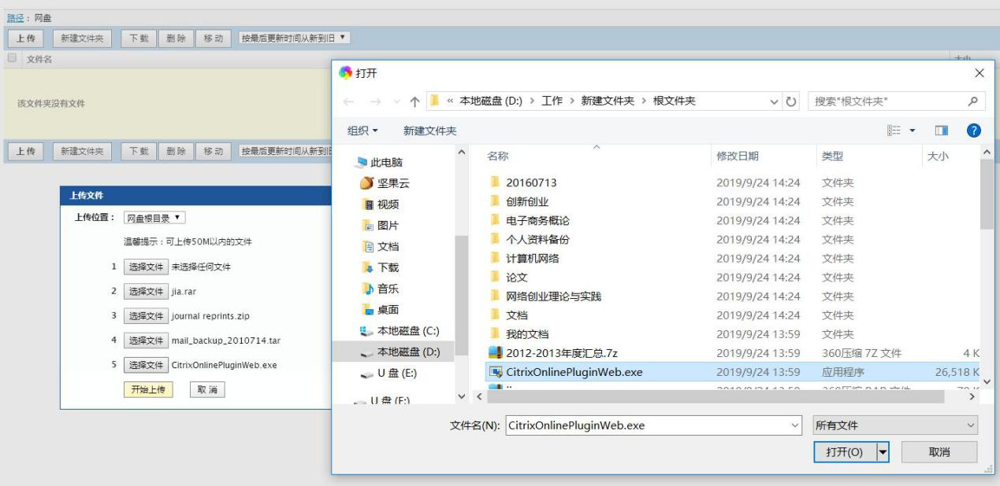 路径：网盘
上 传 新建文件夹 下 载 删 除 移 动 按最后更新时间从新到旧
文件名
该文件夹没有文件
上 传 新建文件夹 下 载 删 除 移 动 按最后更新时间从新到
上传文件
上传位置： 网盘根目录
温馨提示：可上传50M以内的文件
1 选择文件 未选择任何文件
2 选择文件 jia.rar
3 选择文件 journal reprints.zip
4 选择文件 mail_backup_2010714.tar
5 选择文件 CitrixOnlinePluginWeb.exe
开始上传 取 消
打开
« 本地磁盘 (D:) › 工作 › 新建文件夹 › 根文件夹
搜索"根文件夹"
组织 新建文件夹
此电脑
坚果云
视频
图片
文档
下载
音乐
桌面
本地磁盘 (C:)
本地磁盘 (D:)
U 盘 (E:)
U 盘 (F:)
名称 修改日期 类型 大小
20160713 2019/9/24 14:24 文件夹
创新创业 2019/9/24 14:24 文件夹
电子商务概论 2019/9/24 14:24 文件夹
个人资料备份 2019/9/24 14:24 文件夹
计算机网络 2019/9/24 14:24 文件夹
论文 2019/9/24 14:24 文件夹
网络创业理论与实践 2019/9/24 14:24 文件夹
文档 2019/9/24 14:24 文件夹
我的文档 2019/9/24 13:59 文件夹
2012-2013年度汇总.7z 2019/9/24 13:59 360压缩 7Z 文件 4 K
CitrixOnlinePluginWeb.exe 2019/9/24 13:59 应用程序 26,518 K
文件名(N): CitrixOnlinePluginWeb.exe 所有文件
打开(O) 取消